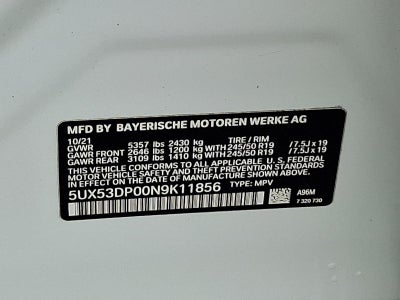 MFD BY BAYERISCHE MOTOREN WERKE AG
10/21
GVWR 5357 lbs 2430 kg TIRE / RIM
GAWR FRONT 2646 lbs 1200 kg 245/50 R19 /7.5J x 19
GAWR REAR 3109 lbs 1410 kg 245/50 R19 /7.5J x 19
THIS VEHICLE CONFORMS TO ALL APPLICABLE U. S. FEDERAL
MOTOR VEHICLE SAFETY, BUMPER, AND THEFT PREVENTION STANDARDS
IN EFFECT ON THE DATE OF MANUFACTURE SHOWN ABOVE.
5UX53DP00N9K11856 TYPE: MPV A96M
7 320 730